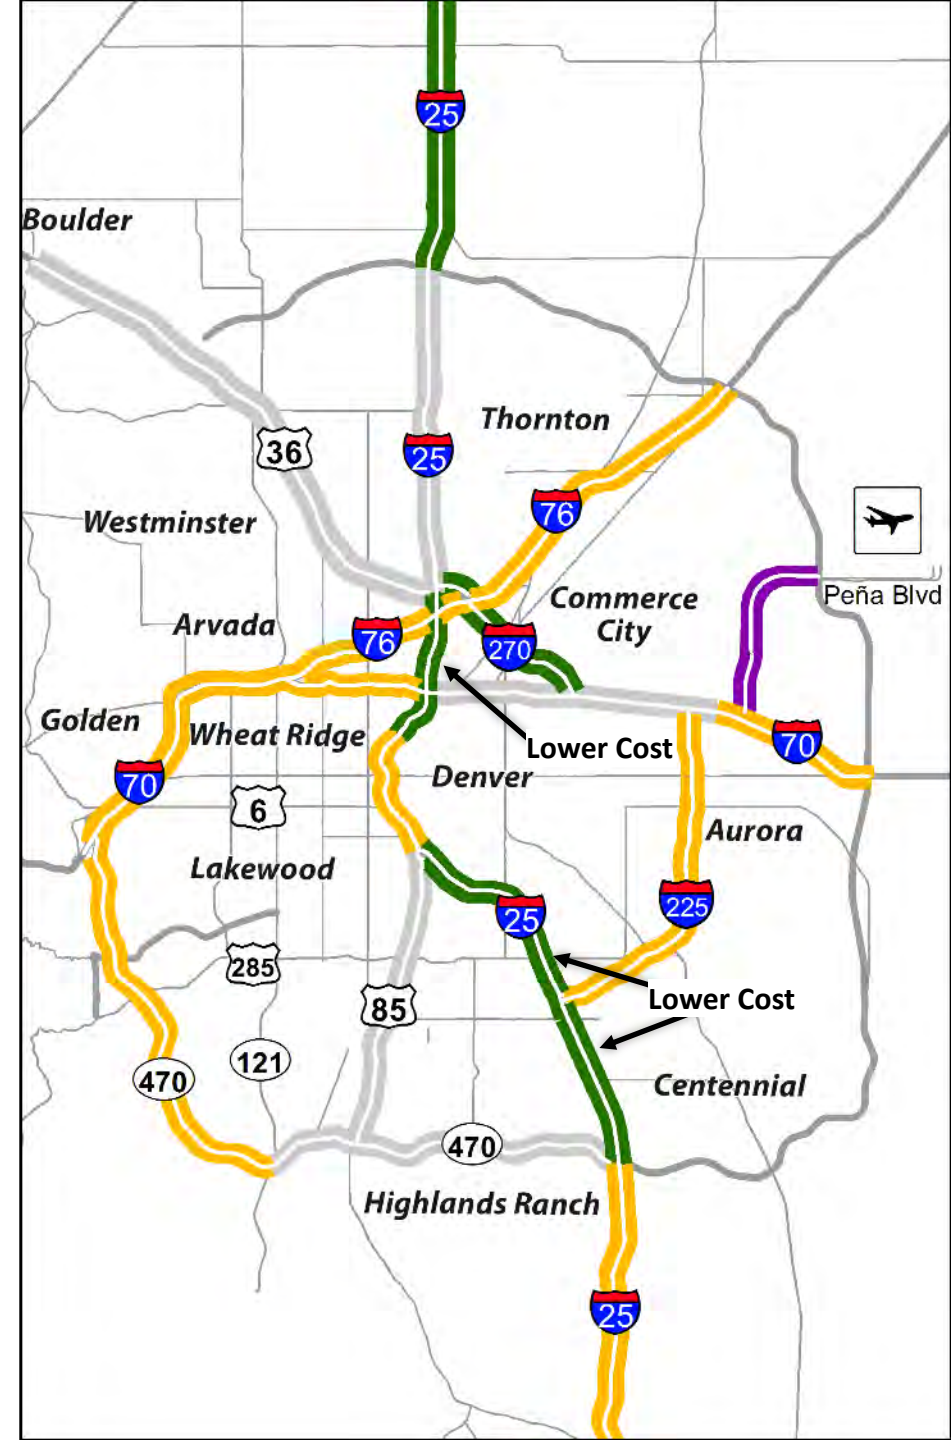 25
Boulder
Thornton
36
25
76
Westminster
Peña Blvd
Commerce
City
Arvada
76
270
Golden
Wheat Ridge
Lower Cost
70
70
Denver
6
Aurora
Lakewood
25
225
285
85
Lower Cost
121
470
Centennial
470
Highlands Ranch
25